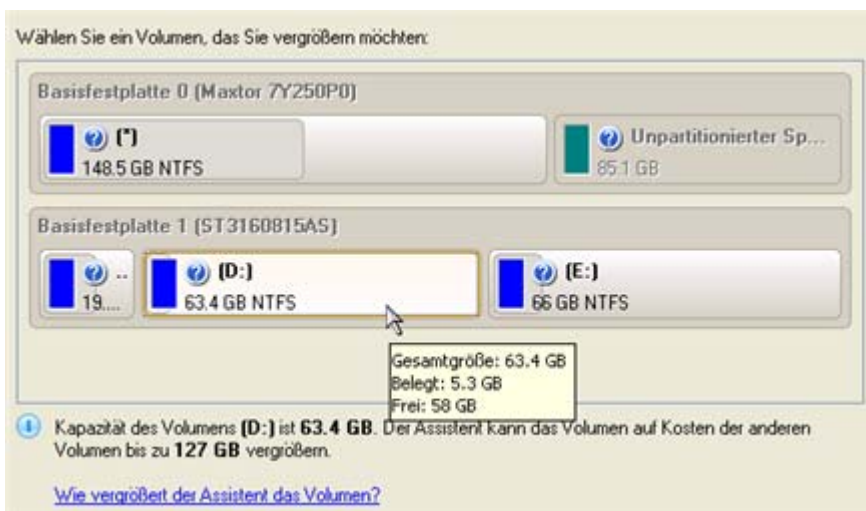 Wählen Sie ein Volumen, das Sie vergrößern möchten:
Basisfestplatte 0 (Maxtor 7Y250P0)
(*)
148.5 GB NTFS
Unpartitionierter Sp...
85.1 GB
Basisfestplatte 1 (ST3160815AS)
..
19....
(D:)
63.4 GB NTFS
(E:)
66 GB NTFS
Gesamtgröße: 63.4 GB
Belegt: 5.3 GB
Frei: 58 GB
Kapazität des Volumens (D:) ist 63.4 GB. Der Assistent kann das Volumen auf Kosten der anderen
Volumen bis zu 127 GB vergrößern.
Wie vergrößert der Assistent das Volumen?